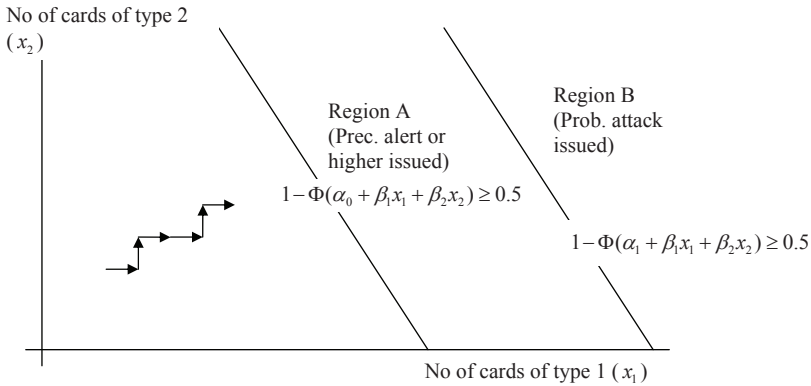 No of cards of type 2
(x₂)
Region A
(Prec. alert or
higher issued)
1−Φ(α₀ + β₁x₁ + β₂x₂) ≥ 0.5
Region B
(Prob. attack
issued)
1−Φ(α₁ + β₁x₁ + β₂x₂) ≥ 0.5
No of cards of type 1 (x₁)